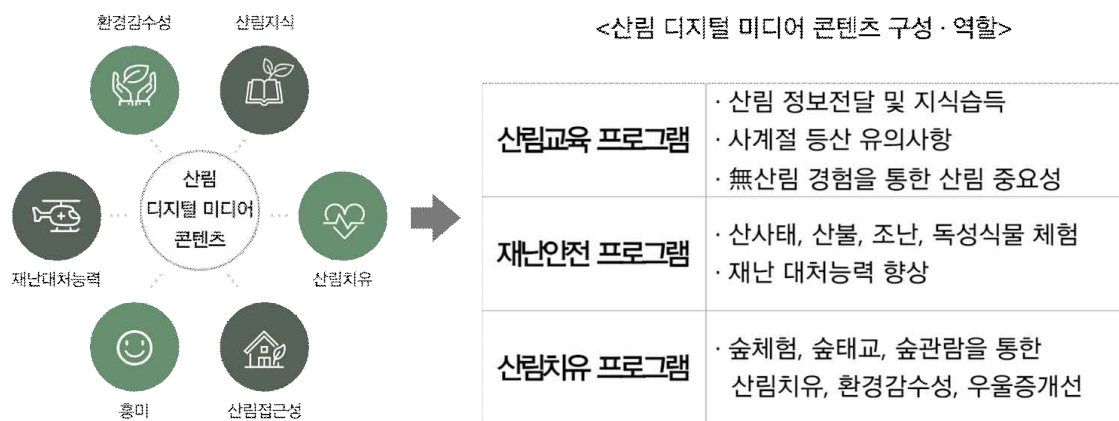 환경감수성
산림지식
산림
디지털 미디어
콘텐츠
재난대처능력
산림치유
흥미
산림접근성
<산림 디지털 미디어 콘텐츠 구성 · 역할>
산림교육 프로그램
· 산림 정보전달 및 지식습득
· 사계절 등산 유의사항
· 無산림 경험을 통한 산림 중요성
재난안전 프로그램
· 산사태, 산불, 조난, 독성식물 체험
· 재난 대처능력 향상
산림치유 프로그램
· 숲체험, 숲태교, 숲관람을 통한
산림치유, 환경감수성, 우울증개선